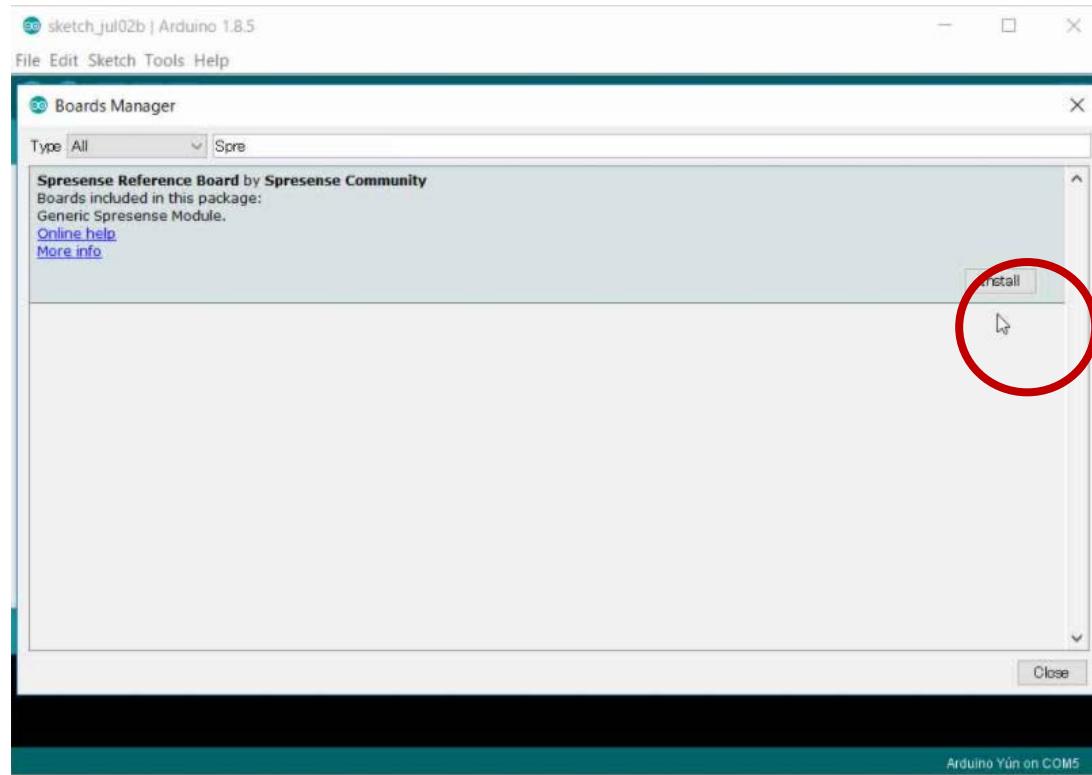 sketch_jul02b | Arduino 1.8.5
File Edit Sketch Tools Help
Boards Manager
Type All Spre
Spresense Reference Board by Spresense Community
Boards included in this package:
Generic Spresense Module.
Online help
More info
Install
Close
Arduino Yún on COM5